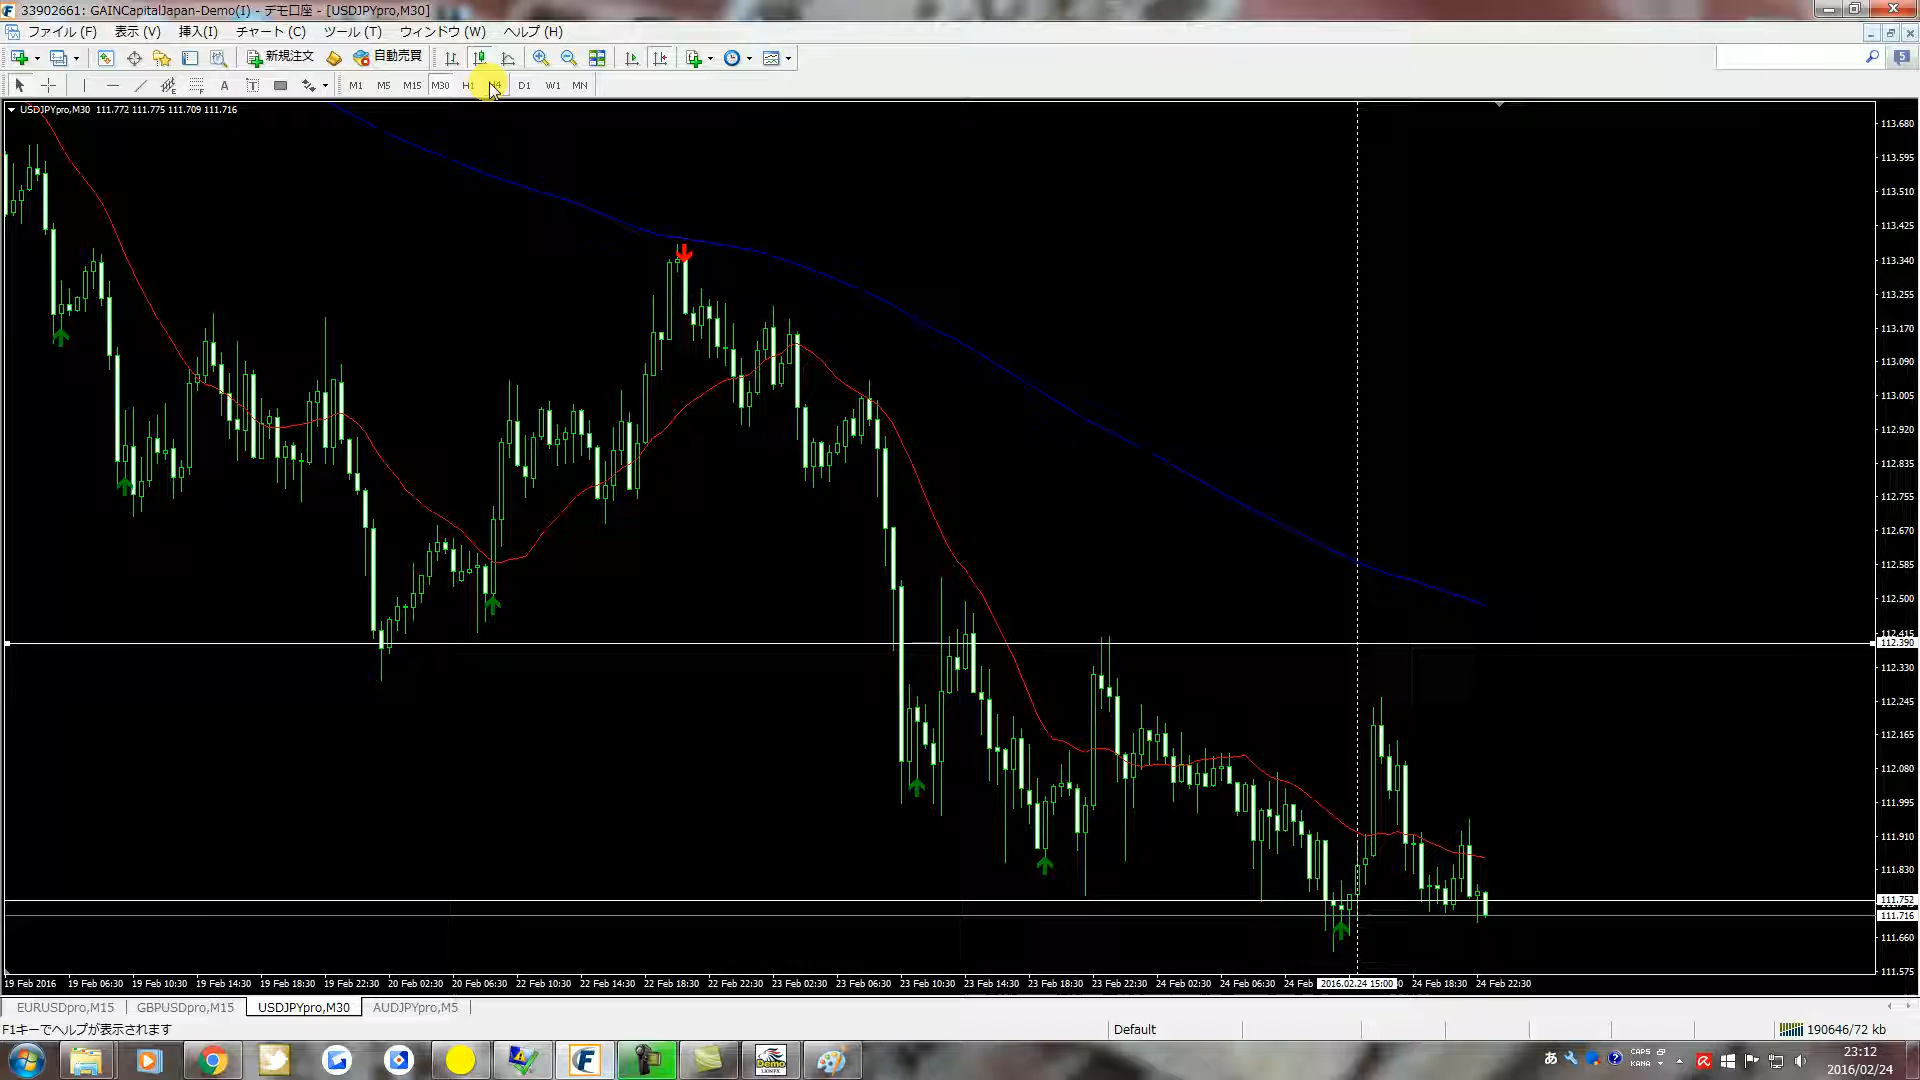 33902661: GAINCapitalJapan-Demo(I) - デモ口座 - [USDJPYpro,M30]
ファイル (F) 表示 (V) 挿入(I) チャート (C) ツール (T) ウィンドウ (W) ヘルプ (H)
新規注文 自動売買 5
A T M1 M5 M15 M30 H1 H4 D1 W1 MN
USDJPYpro,M30 111.772 111.775 111.709 111.716
113.680
113.595
113.510
113.425
113.340
113.255
113.170
113.090
113.005
112.920
112.835
112.755
112.670
112.585
112.500
112.415
112.390
112.330
112.245
112.165
112.080
111.995
111.910
111.830
111.752
111.716
111.660
111.575
19 Feb 2016 19 Feb 06:30 19 Feb 10:30 19 Feb 14:30 19 Feb 18:30 19 Feb 22:30 20 Feb 02:30 20 Feb 06:30 22 Feb 10:30 22 Feb 14:30 22 Feb 18:30 22 Feb 22:30 23 Feb 02:30 23 Feb 06:30 23 Feb 10:30 23 Feb 14:30 23 Feb 18:30 23 Feb 22:30 24 Feb 02:30 24 Feb 06:30 24 Feb 2016.02.24 15:00 24 Feb 18:30 24 Feb 22:30
EURUSDpro,M15 GBPUSDpro,M15 USDJPYpro,M30 AUDJPYpro,M5
F1キーでヘルプが表示されます Default 190646/72 kb
Demo
あ CAPS KANA 23:12
2016/02/24